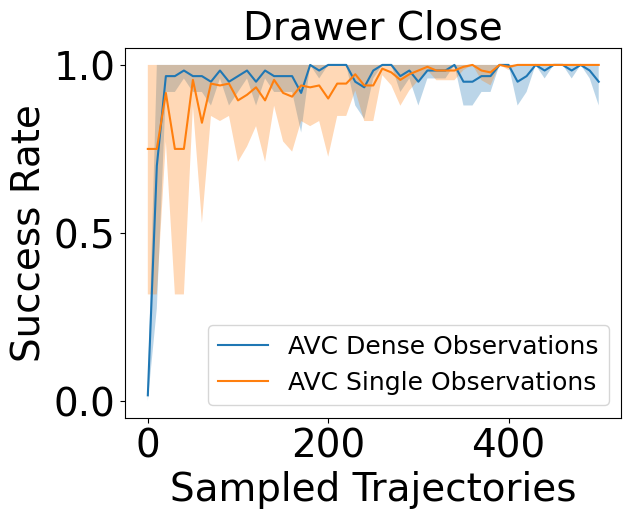 Drawer Close
1.0
0.5
0.0
Success Rate
AVC Dense Observations
AVC Single Observations
0 200 400
Sampled Trajectories